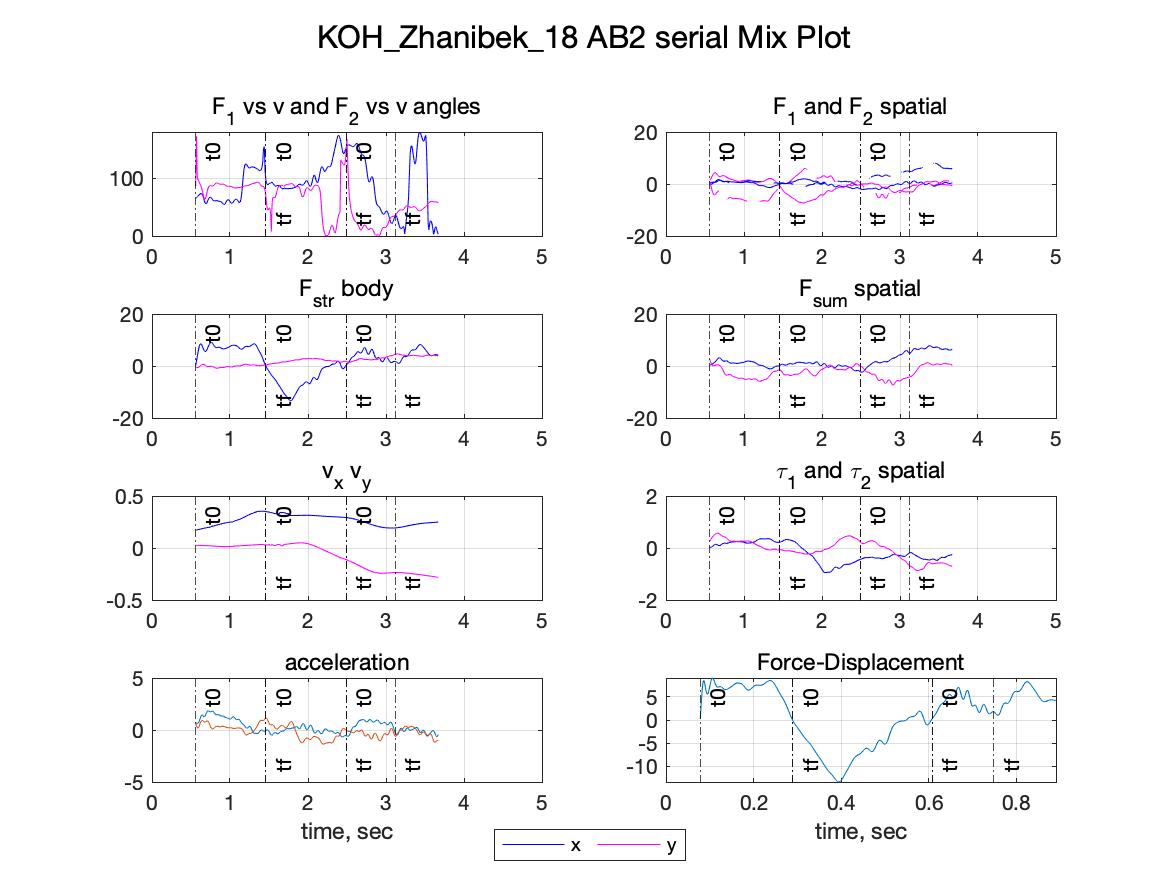 KOH_Zhanibek_18 AB2 serial Mix Plot
F1 vs v and F2 vs v angles
100
0
t0 t0 t0
tf tf tf
0 1 2 3 4 5
F1 and F2 spatial
20
0
-20
t0 t0 t0
tf tf tf
0 1 2 3 4 5
Fstr body
20
0
-20
t0 t0 t0
tf tf tf
0 1 2 3 4 5
Fsum spatial
20
0
-20
t0 t0 t0
tf tf tf
0 1 2 3 4 5
vx vy
0.5
0
-0.5
t0 t0 t0
tf tf tf
0 1 2 3 4 5
τ1 and τ2 spatial
2
0
-2
t0 t0 t0
tf tf tf
0 1 2 3 4 5
acceleration
5
0
-5
t0 t0 t0
tf tf tf
0 1 2 3 4 5
time, sec
Force-Displacement
5
0
-5
-10
t0 t0 t0
tf tf tf
0 0.2 0.4 0.6 0.8
time, sec
x y